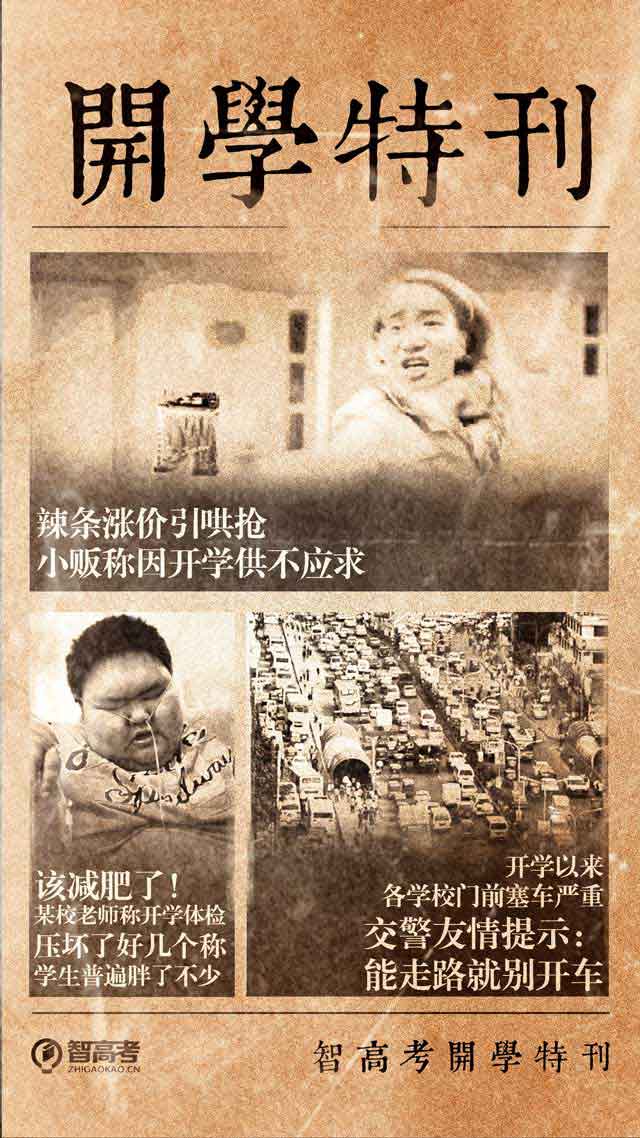 開學特刊
辣条涨价引哄抢
小贩称因开学供不应求
该减肥了！
某校老师称开学体检
压坏了好几个称
学生普遍胖了不少
开学以来
各学校门前塞车严重
交警友情提示：
能走路就别开车
智高考
ZHIGAOKAO.CN
智高考開學特刊